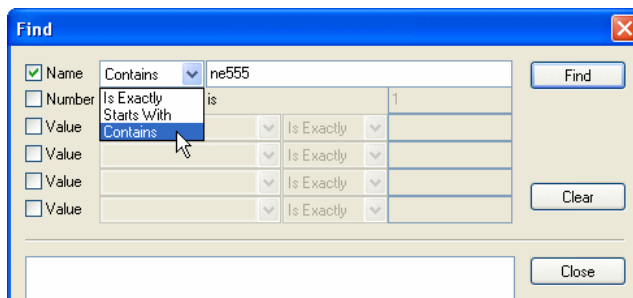 Find
Name Contains ne555 Find
Number Is Exactly is 1
Starts With
Value Contains Is Exactly
Value Is Exactly
Value Is Exactly
Clear
Value Is Exactly
Close